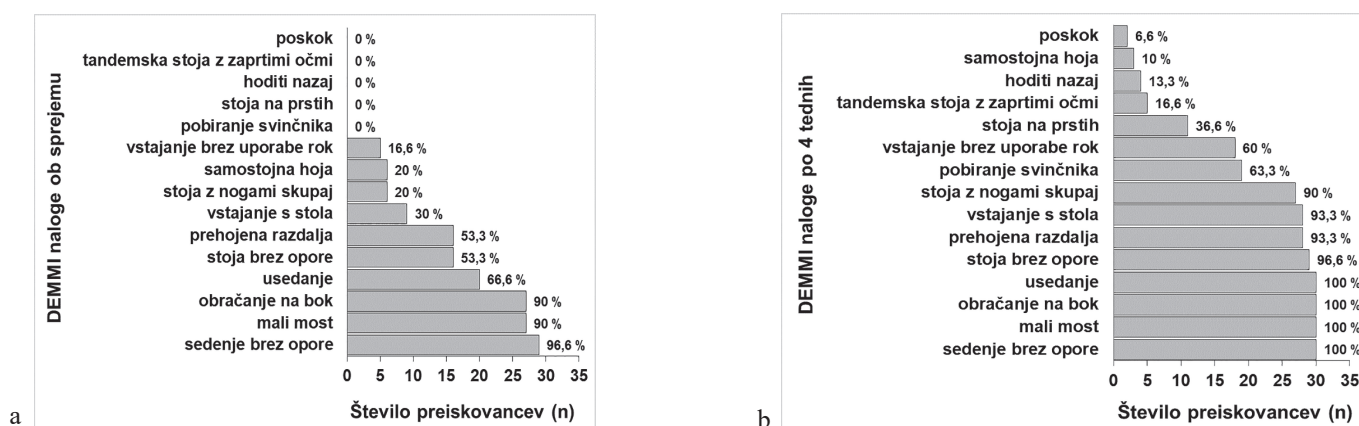 DEMMI naloge ob sprejemu
poskok 0 %
tandemska stoja z zaprtimi očmi 0 %
hoditi nazaj 0 %
stoja na prstih 0 %
pobiranje svinčnika 0 %
vstajanje brez uporabe rok 16,6 %
samostojna hoja 20 %
stoja z nogami skupaj 20 %
vstajanje s stola 30 %
prehojena razdalja 53,3 %
stoja brez opore 53,3 %
usedanje 66,6 %
obračanje na bok 90 %
mali most 90 %
sedenje brez opore 96,6 %
0 5 10 15 20 25 30 35
Število preiskovancev (n)
a
DEMMI naloge po 4 tednih
poskok 6,6 %
samostojna hoja 10 %
hoditi nazaj 13,3 %
tandemska stoja z zaprtimi očmi 16,6 %
stoja na prstih 36,6 %
vstajanje brez uporabe rok 60 %
pobiranje svinčnika 63,3 %
stoja z nogami skupaj 90 %
vstajanje s stola 93,3 %
prehojena razdalja 93,3 %
stoja brez opore 96,6 %
usedanje 100 %
obračanje na bok 100 %
mali most 100 %
sedenje brez opore 100 %
0 5 10 15 20 25 30 35
Število preiskovancev (n)
b